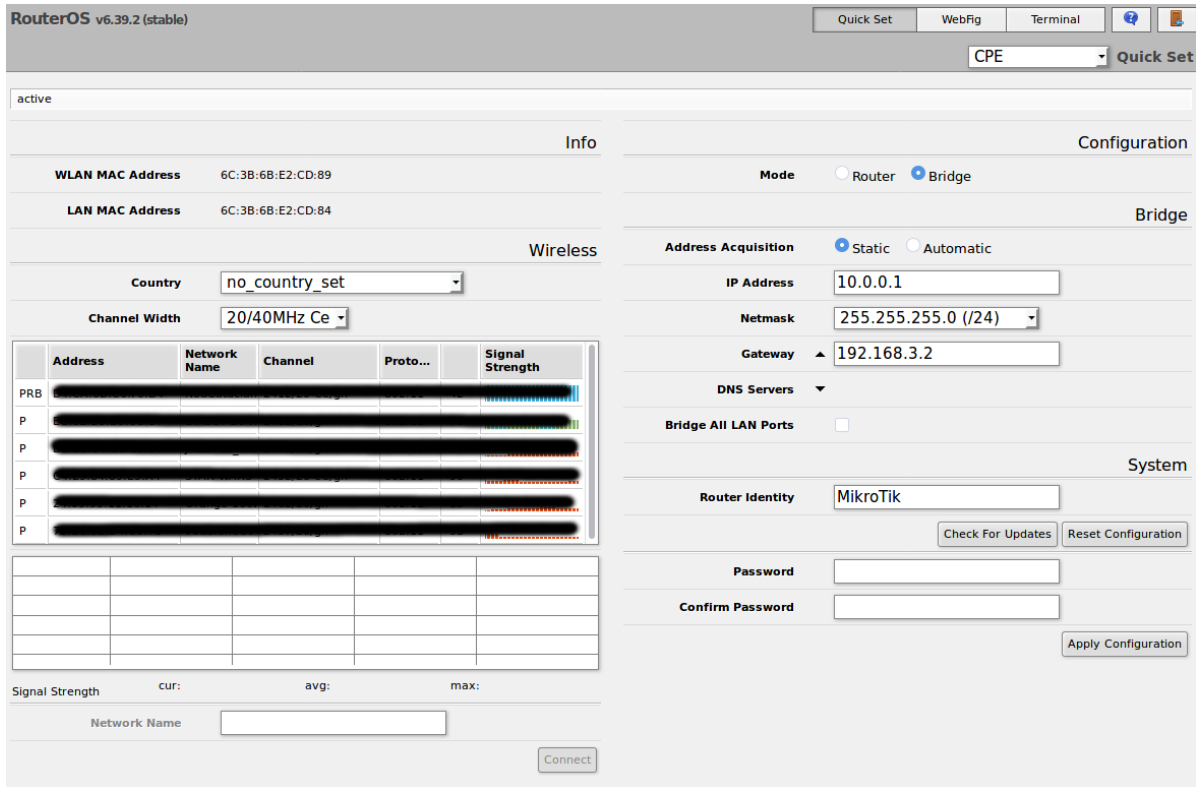 RouterOS v6.39.2 (stable)
Quick Set
WebFig
Terminal
CPE
Quick Set
active
Info
WLAN MAC Address 6C:3B:6B:E2:CD:89
LAN MAC Address 6C:3B:6B:E2:CD:84
Wireless
Country no_country_set
Channel Width 20/40MHz Ce
Address Network Name Channel Proto... Signal Strength
PRB
P
P
P
P
P
Signal Strength cur: avg: max:
Network Name
Connect
Configuration
Mode Router Bridge
Bridge
Address Acquisition Static Automatic
IP Address 10.0.0.1
Netmask 255.255.255.0 (/24)
Gateway 192.168.3.2
DNS Servers
Bridge All LAN Ports
System
Router Identity MikroTik
Check For Updates Reset Configuration
Password
Confirm Password
Apply Configuration